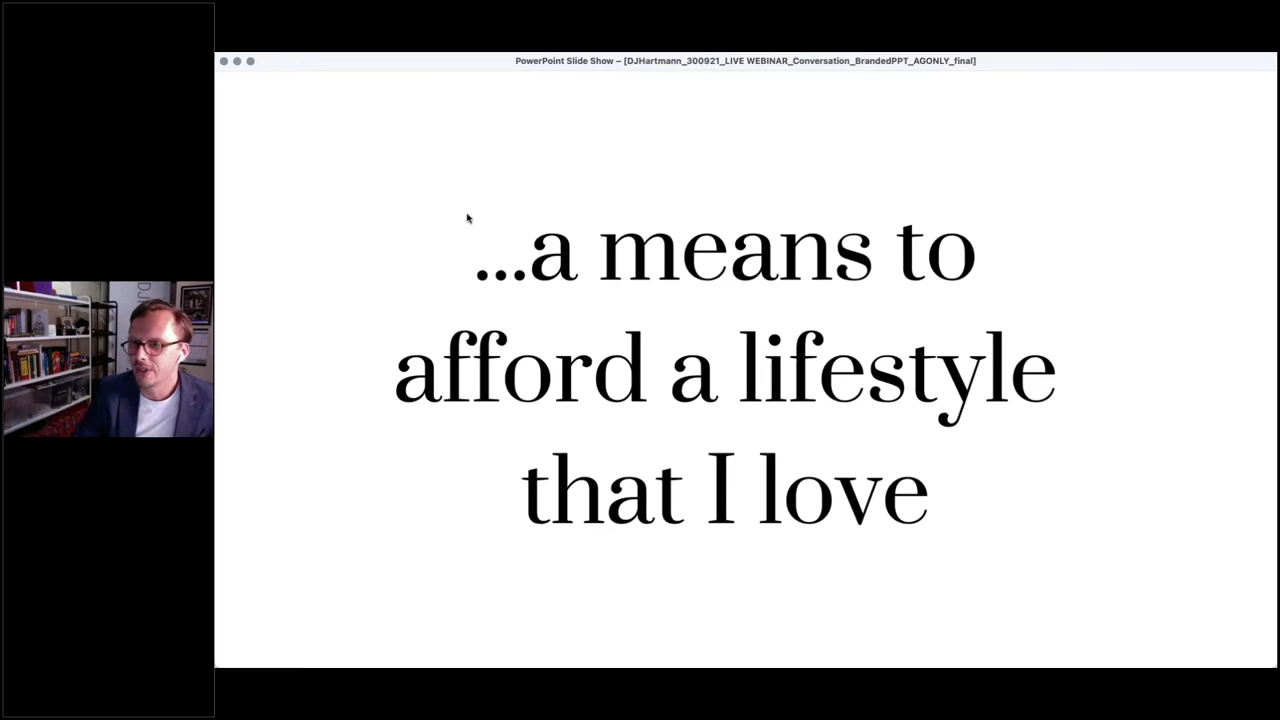 PowerPoint Slide Show – [DJHartmann_300921_LIVE WEBINAR_Conversation_BrandedPPT_AGONLY_final]
...a means to
afford a lifestyle
that I love